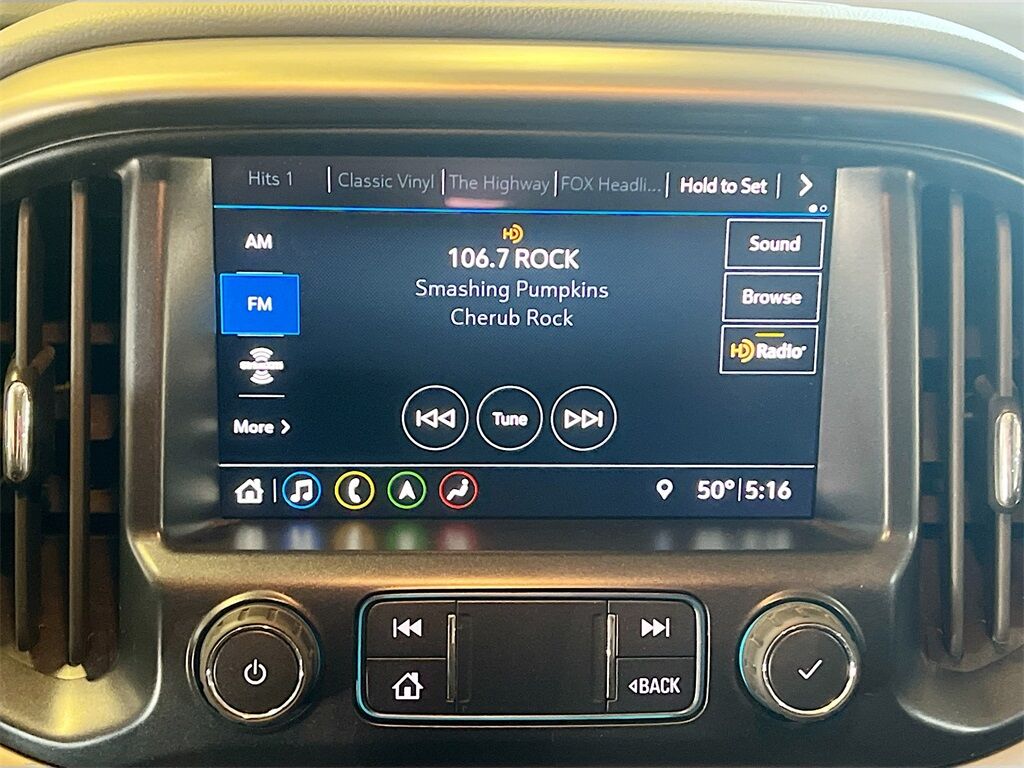 Hits 1 Classic Vinyl The Highway FOX Headli... Hold to Set
AM
FM
More
HD
106.7 ROCK
Smashing Pumpkins
Cherub Rock
Tune
Sound
Browse
HD Radio
50° 5:16
BACK